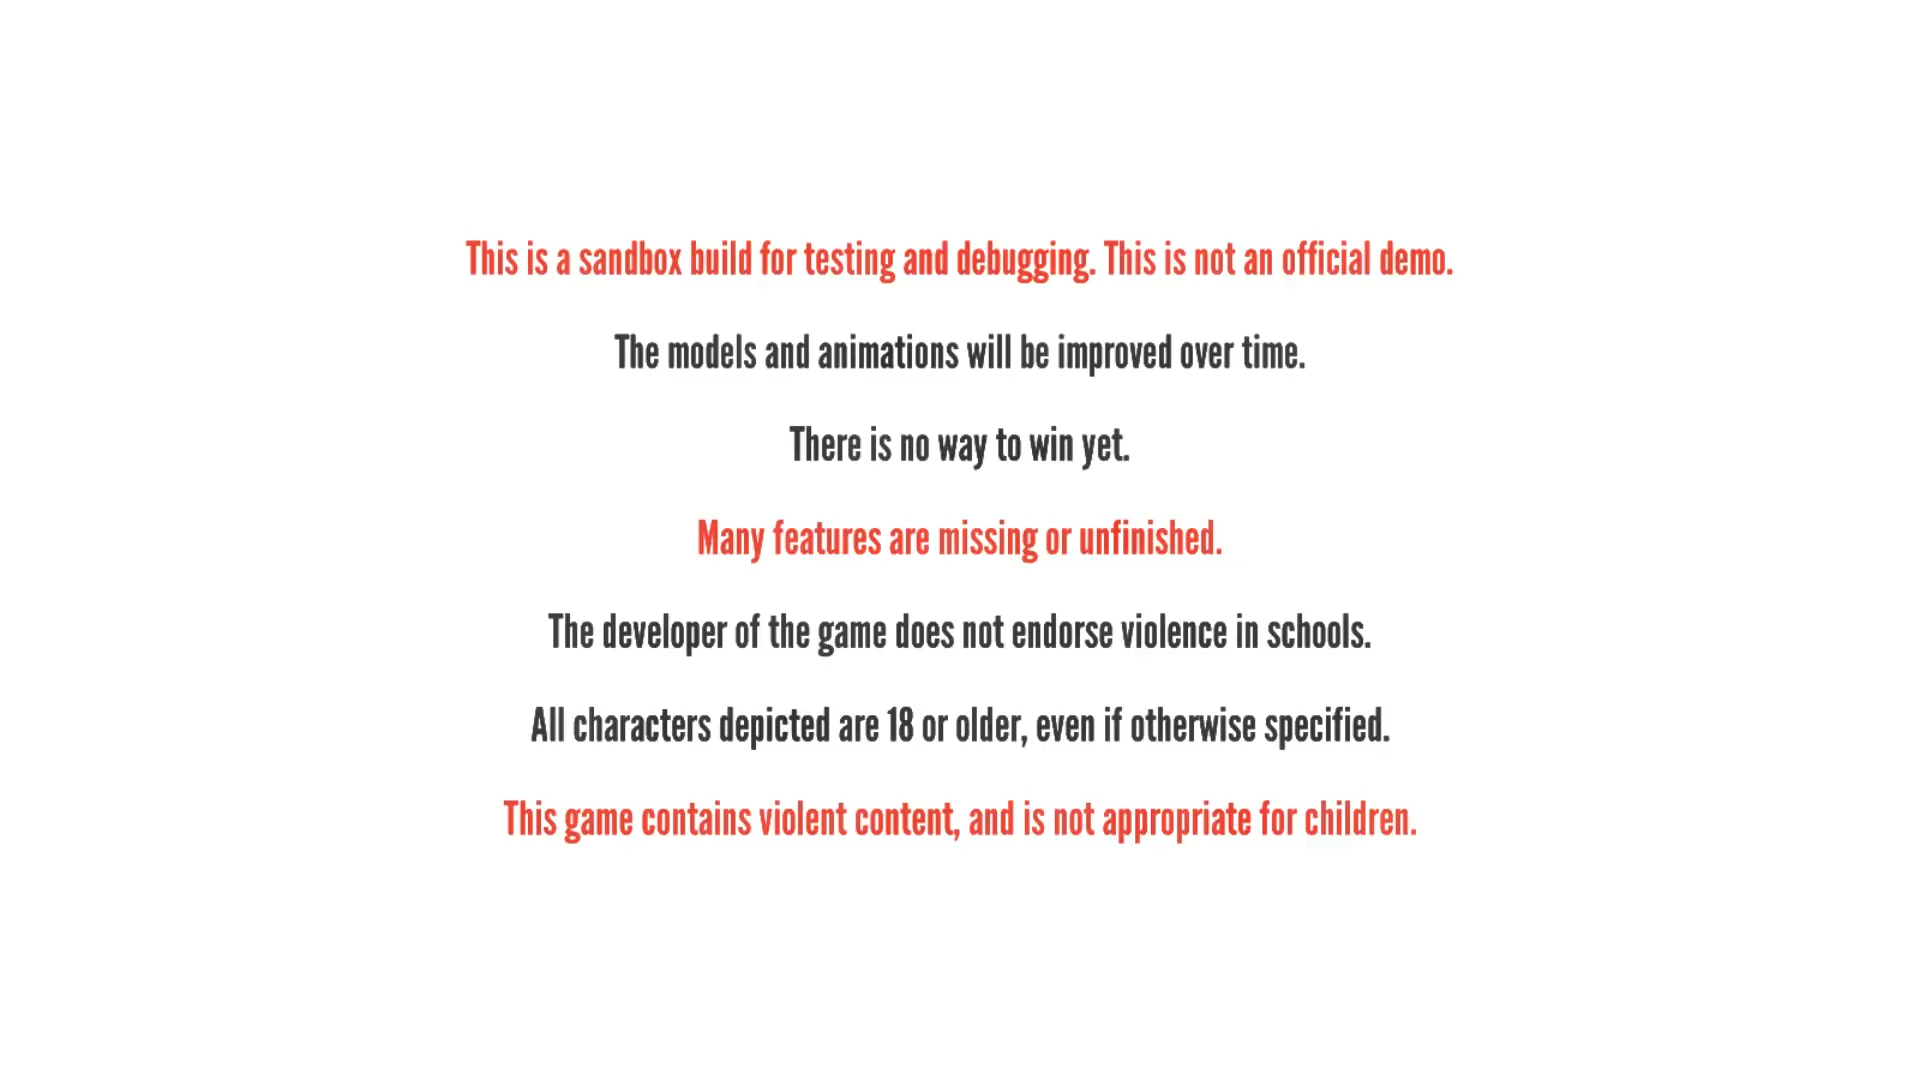 This is a sandbox build for testing and debugging. This is not an official demo.
The models and animations will be improved over time.
There is no way to win yet.
Many features are missing or unfinished.
The developer of the game does not endorse violence in schools.
All characters depicted are 18 or older, even if otherwise specified.
This game contains violent content, and is not appropriate for children.